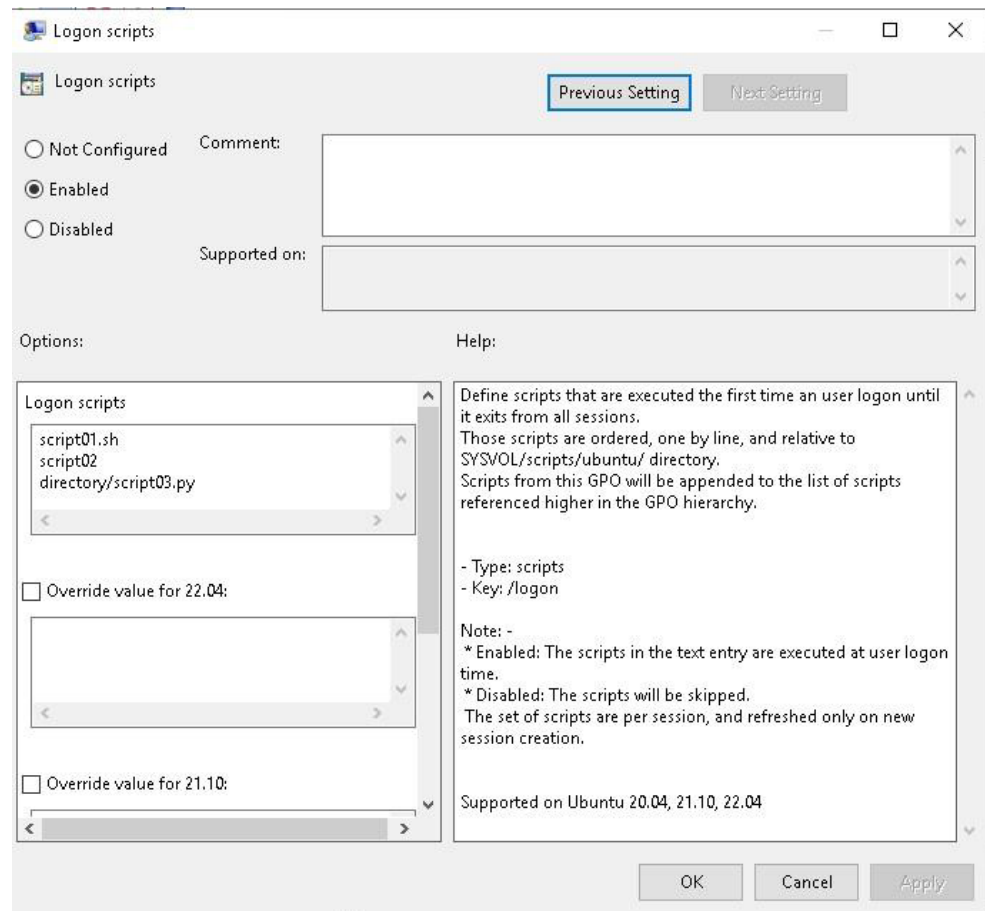 Logon scripts
Logon scripts
Previous Setting
Next Setting
Not Configured
Comment:
Enabled
Disabled
Supported on:
Options:
Help:
Logon scripts
script01.sh
script02
directory/script03.py
Override value for 22.04:
Override value for 21.10:
Define scripts that are executed the first time an user logon until
it exits from all sessions.
Those scripts are ordered, one by line, and relative to
SYSVOL/scripts/ubuntu/ directory.
Scripts from this GPO will be appended to the list of scripts
referenced higher in the GPO hierarchy.
- Type: scripts
- Key: /logon
Note: -
* Enabled: The scripts in the text entry are executed at user logon
time.
* Disabled: The scripts will be skipped.
The set of scripts are per session, and refreshed only on new
session creation.
Supported on Ubuntu 20.04, 21.10, 22.04
OK
Cancel
Apply